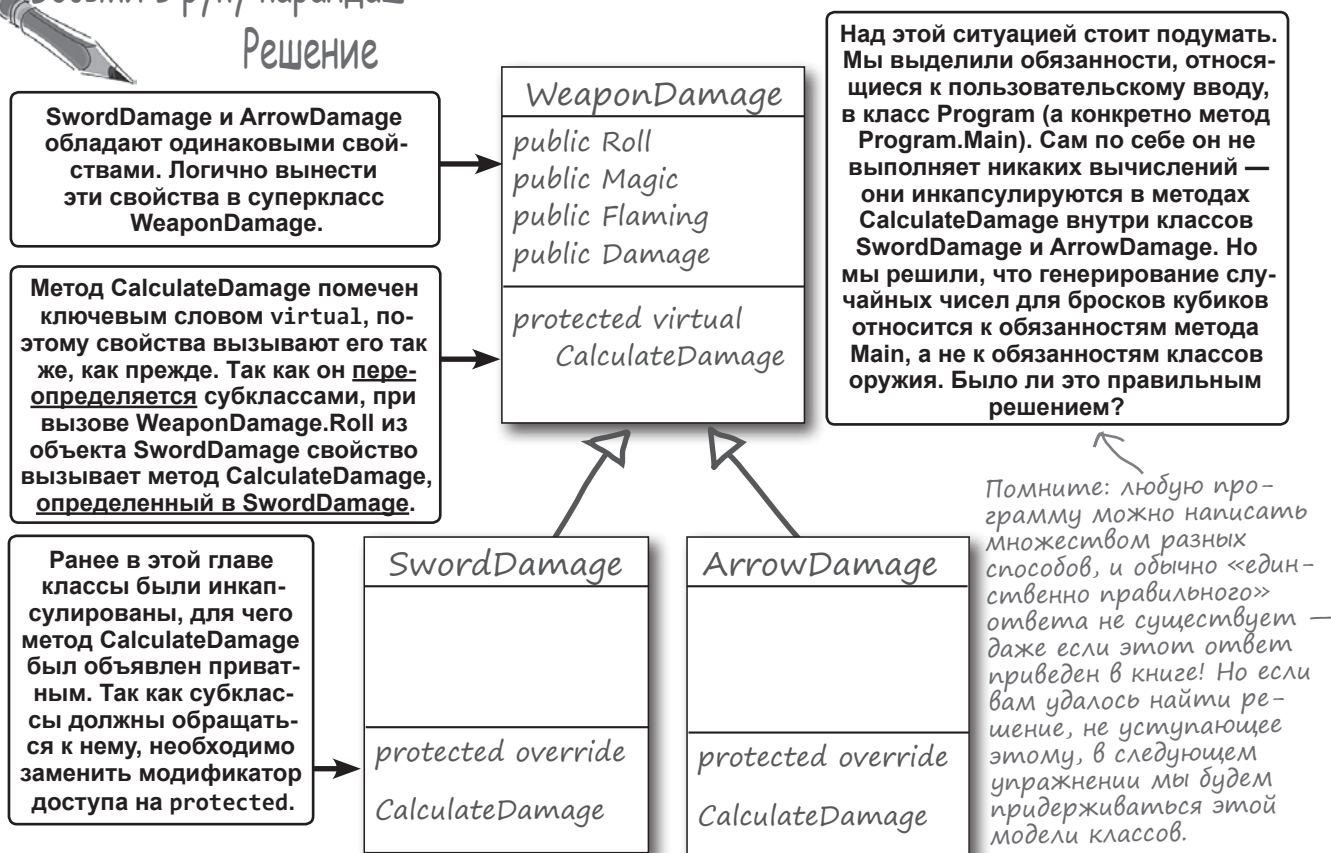 Решение
SwordDamage и ArrowDamage
обладают одинаковыми свой-
ствами. Логично вынести
эти свойства в суперкласс
WeaponDamage.
Метод CalculateDamage помечен
ключевым словом virtual, по-
этому свойства вызывают его так
же, как прежде. Так как он пере-
определяется субклассами, при
вызове WeaponDamage.Roll из
объекта SwordDamage свойство
вызывает метод CalculateDamage,
определенный в SwordDamage.
Ранее в этой главе
классы были инкап-
сулированы, для чего
метод CalculateDamage
был объявлен приват-
ным. Так как субклас-
сы должны обращать-
ся к нему, необходимо
заменить модификатор
доступа на protected.
WeaponDamage
public Roll
public Magic
public Flaming
public Damage
protected virtual
CalculateDamage
SwordDamage
protected override
CalculateDamage
ArrowDamage
protected override
CalculateDamage
Над этой ситуацией стоит подумать.
Мы выделили обязанности, относя-
щиеся к пользовательскому вводу,
в класс Program (а конкретно метод
Program.Main). Сам по себе он не
выполняет никаких вычислений —
они инкапсулируются в методах
CalculateDamage внутри классов
SwordDamage и ArrowDamage. Но
мы решили, что генерирование слу-
чайных чисел для бросков кубиков
относится к обязанностям метода
Main, а не к обязанностям классов
оружия. Было ли это правильным
решением?
Помните: любую про-
грамму можно написать
множеством разных
способов, и обычно «един-
ственно правильного»
ответа не существует —
даже если этот ответ
приведен в книге! Но если
вам удалось найти ре-
шение, не уступающее
этому, в следующем
упражнении мы будем
придерживаться этой
модели классов.